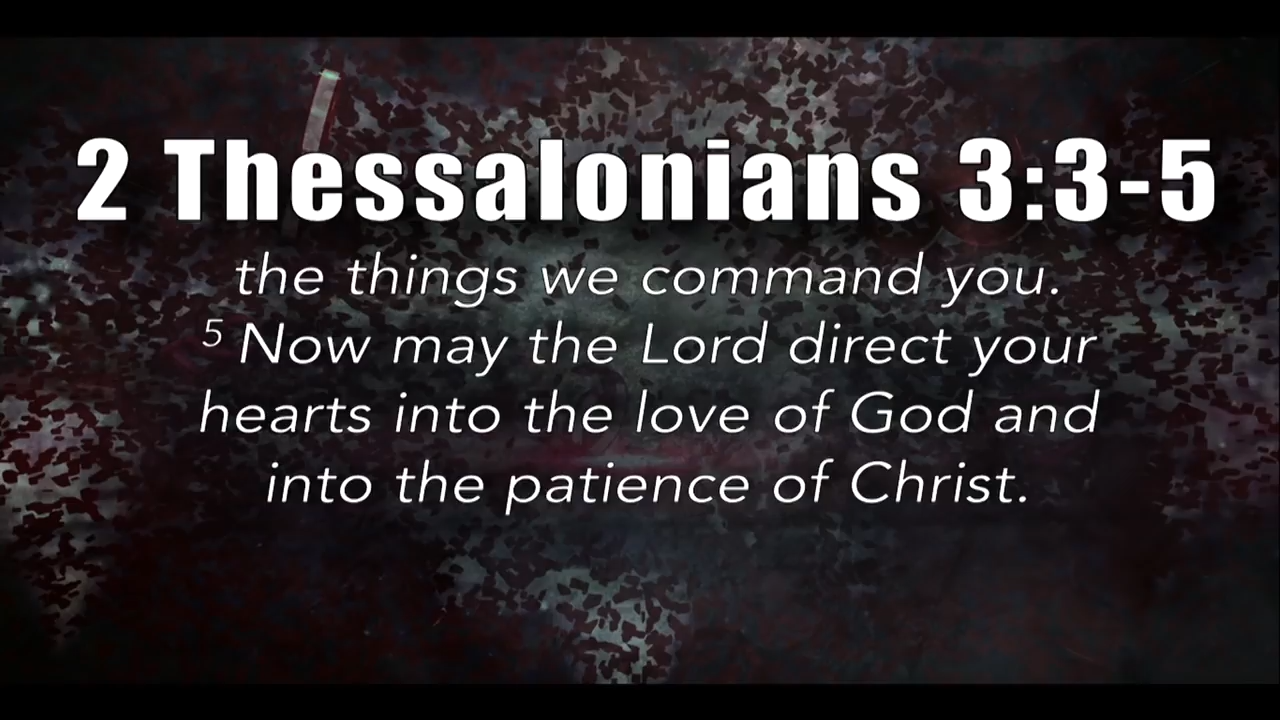 2 Thessalonians 3:3-5
the things we command you.
5 Now may the Lord direct your
hearts into the love of God and
into the patience of Christ.